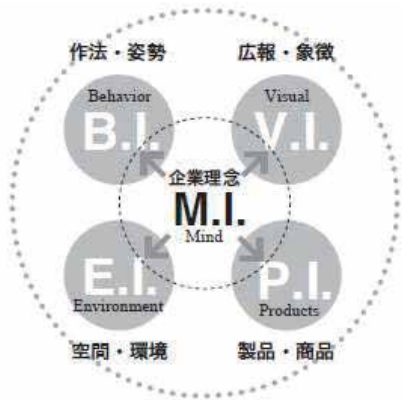 作法・姿勢
広報・象徴
Behavior
B.I.
Visual
V.I.
企業理念
M.I.
Mind
E.I.
Environment
P.I.
Products
空間・環境
製品・商品